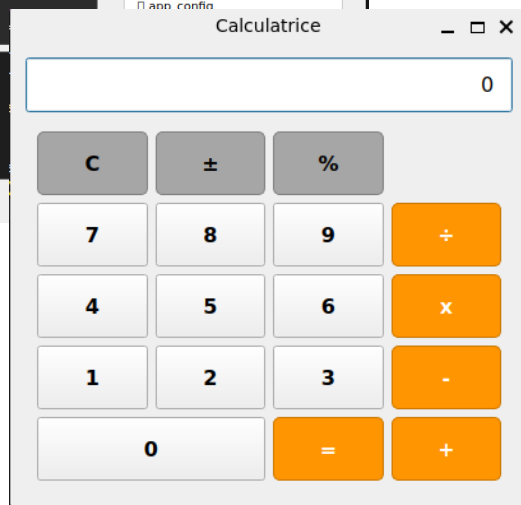 app_config
Calculatrice
0
C ± %
7 8 9 ÷
4 5 6 x
1 2 3 -
0 = +